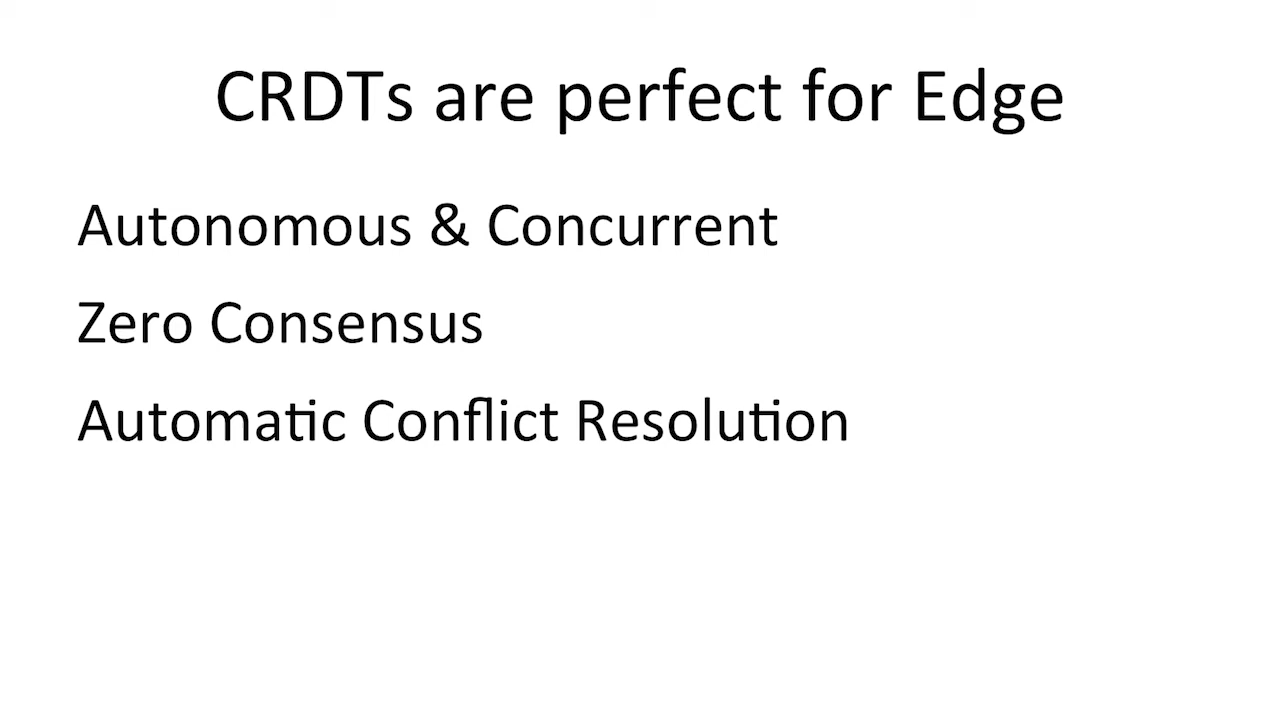 CRDTs are perfect for Edge
Autonomous & Concurrent
Zero Consensus
Automatic Conflict Resolution